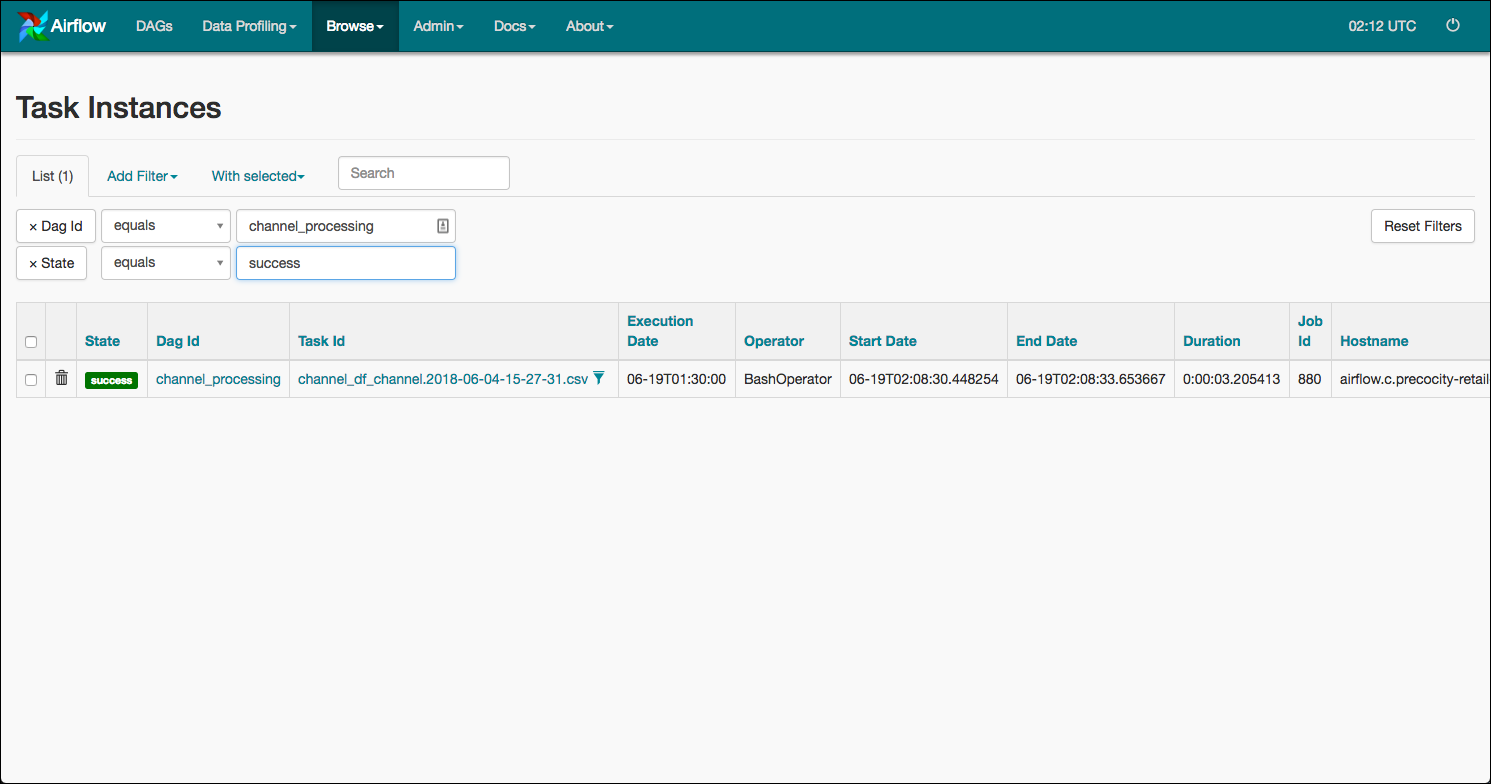 Airflow DAGs Data Profiling Browse Admin Docs About 02:12 UTC
Task Instances
List (1) Add Filter With selected Search
× Dag Id equals channel_processing Reset Filters
× State equals success
State Dag Id Task Id Execution Date Operator Start Date End Date Duration Job Id Hostname
success channel_processing channel_df_channel.2018-06-04-15-27-31.csv 06-19T01:30:00 BashOperator 06-19T02:08:30.448254 06-19T02:08:33.653667 0:00:03.205413 880 airflow.c.precocity-retail